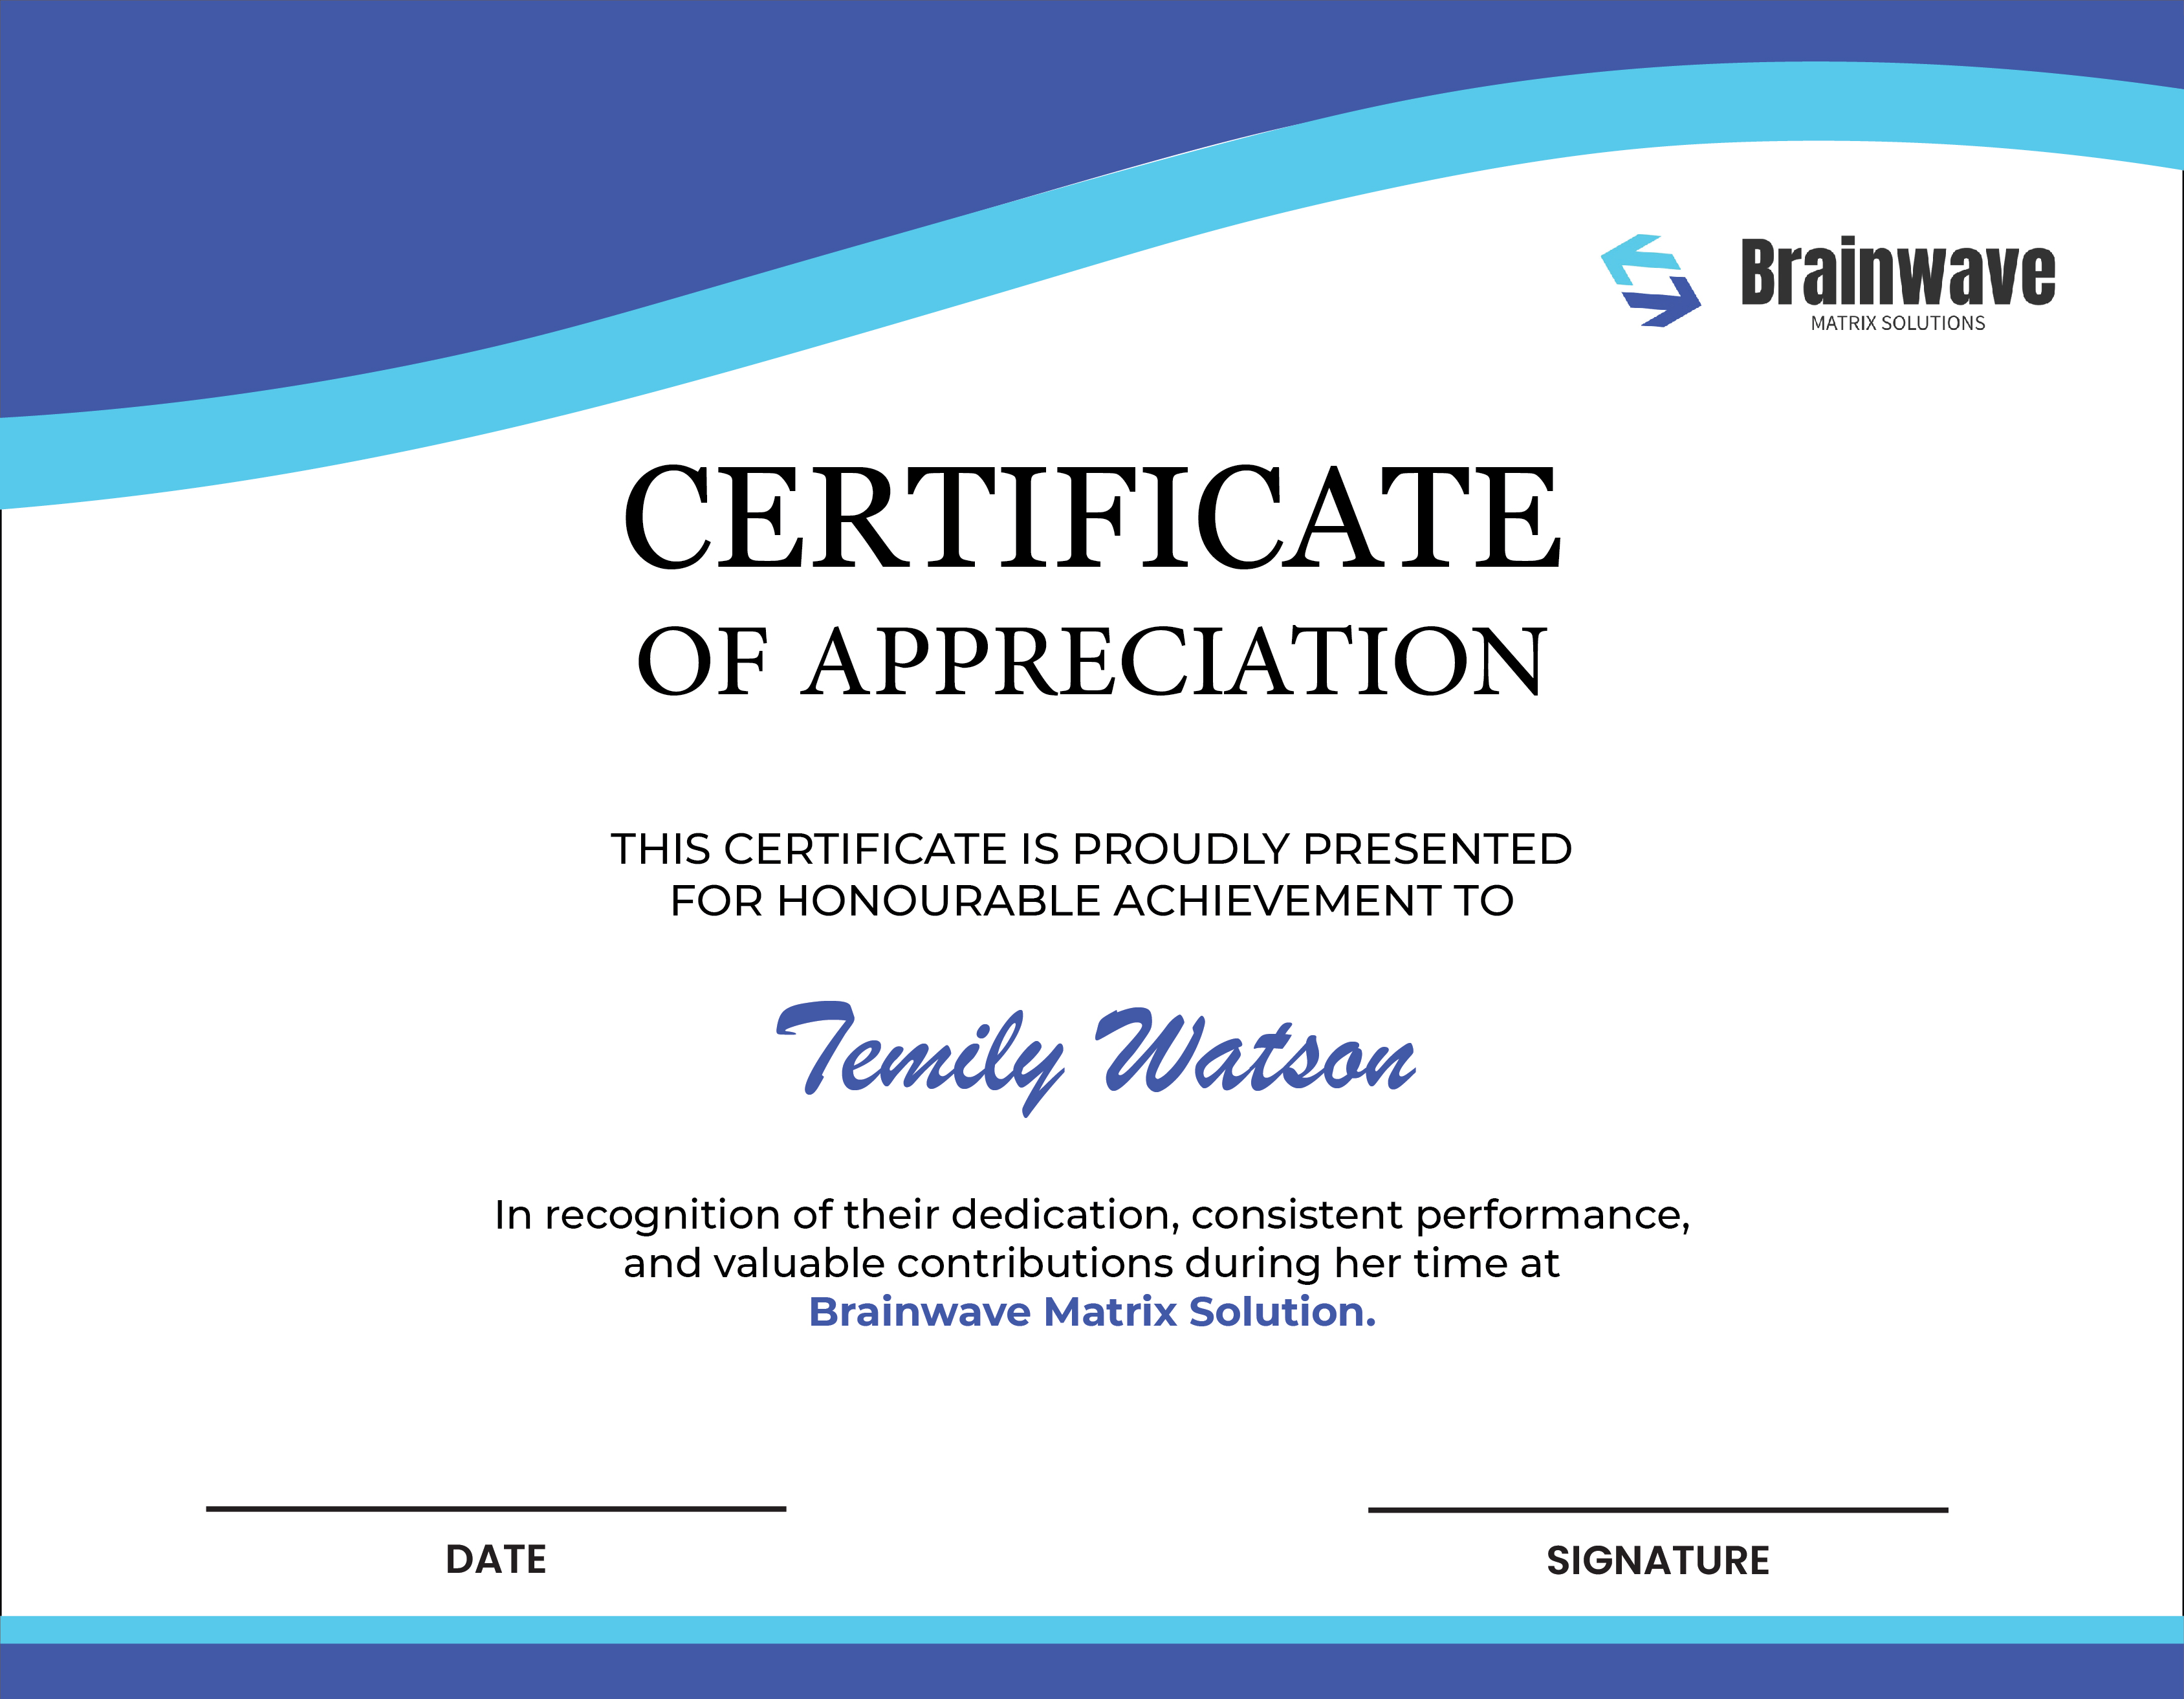 Brainwave
MATRIX SOLUTIONS
CERTIFICATE
OF APPRECIATION
THIS CERTIFICATE IS PROUDLY PRESENTED
FOR HONOURABLE ACHIEVEMENT TO
Temily Watson
In recognition of their dedication, consistent performance,
and valuable contributions during her time at
Brainwave Matrix Solution.
DATE
SIGNATURE